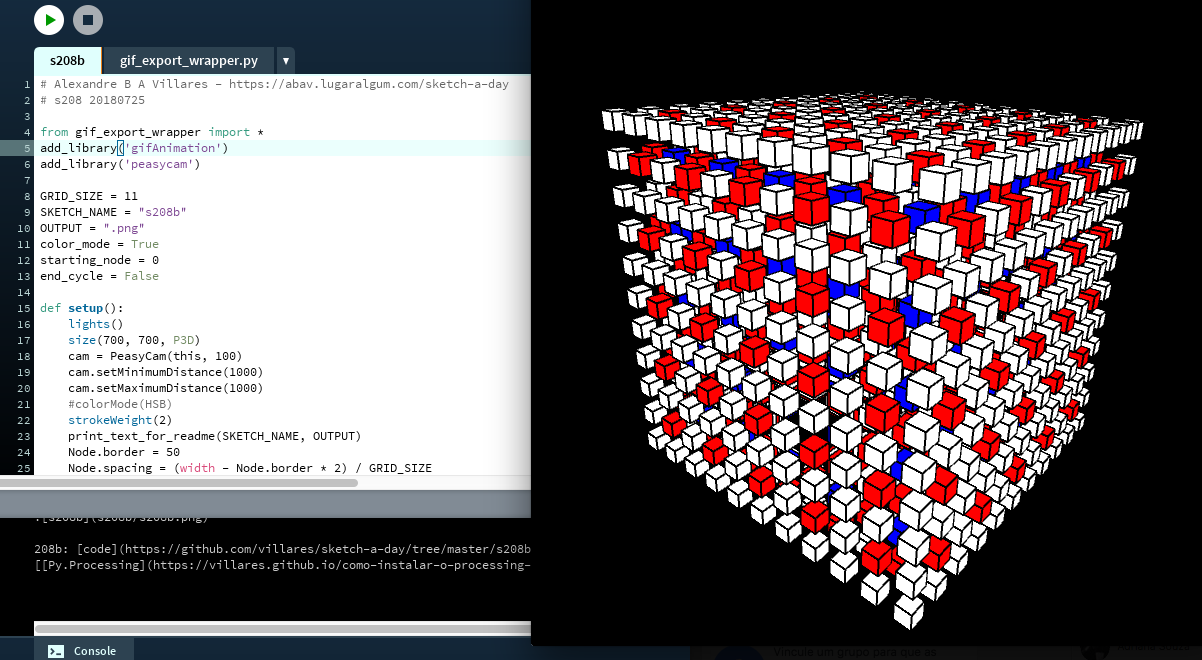 s208b gif_export_wrapper.py ▼
1 # Alexandre B A Villares - https://abav.lugaralgum.com/sketch-a-day
2 # s208 20180725
3
4 from gif_export_wrapper import *
5 add_library('gifAnimation')
6 add_library('peasycam')
7
8 GRID_SIZE = 11
9 SKETCH_NAME = "s208b"
10 OUTPUT = ".png"
11 color_mode = True
12 starting_node = 0
13 end_cycle = False
14
15 def setup():
16 lights()
17 size(700, 700, P3D)
18 cam = PeasyCam(this, 100)
19 cam.setMinimumDistance(1000)
20 cam.setMaximumDistance(1000)
21 #colorMode(HSB)
22 strokeWeight(2)
23 print_text_for_readme(SKETCH_NAME, OUTPUT)
24 Node.border = 50
25 Node.spacing = (width - Node.border * 2) / GRID_SIZE
[s208b](s208b/s208b.png)
208b: [code](https://github.com/villares/sketch-a-day/tree/master/s208b
[[Py.Processing](https://villares.github.io/como-instalar-o-processing-
Console
Vincule um grupo para que as